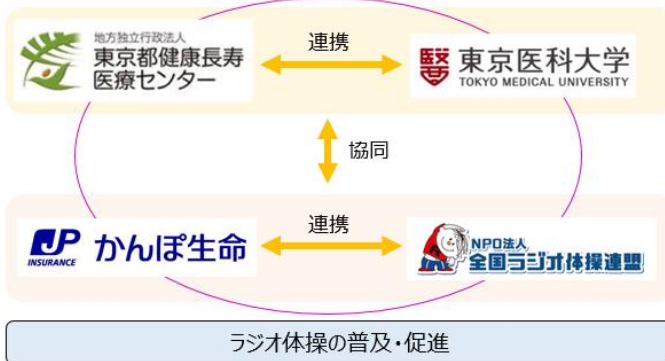 地方独立行政法人
東京都健康長寿
医療センター
連携
醫 東京医科大学
TOKYO MEDICAL UNIVERSITY
協同
JP
INSURANCE
かんぽ生命
連携
NPO法人
全国ラジオ体操連盟
ラジオ体操の普及・促進